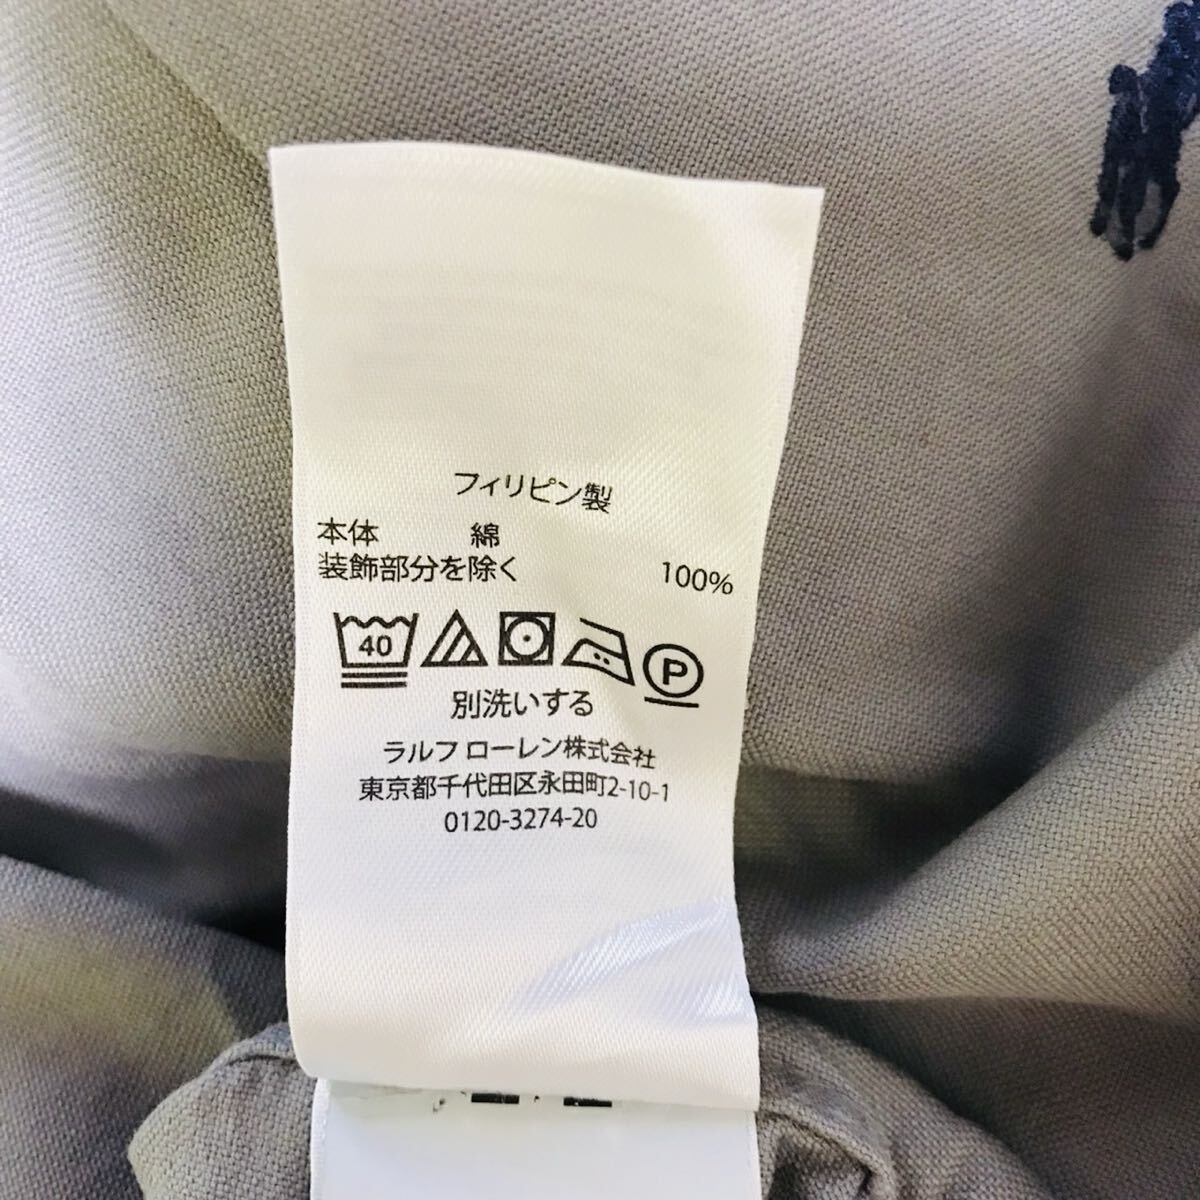 フィリピン製
本体 綿
装飾部分を除く 100%
40 P
別洗いする
ラルフ ローレン株式会社
東京都千代田区永田町2-10-1
0120-3274-20